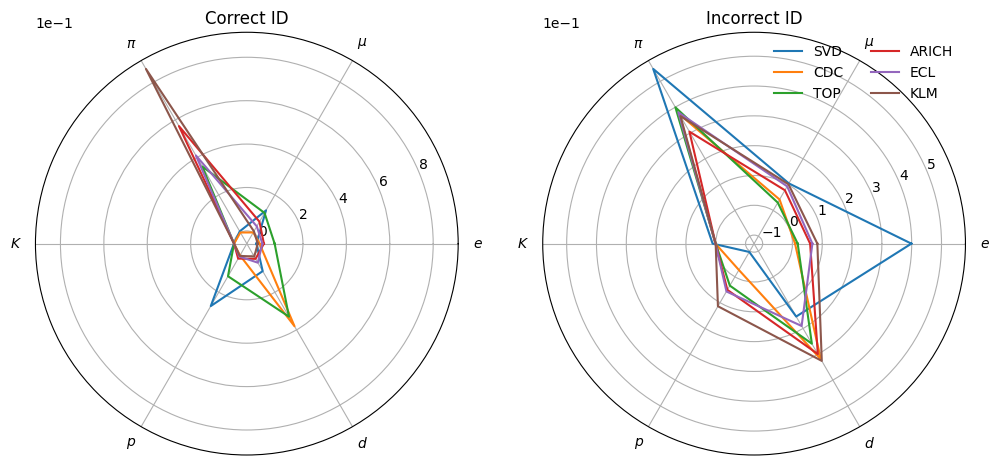 Correct ID
1e−1
π
μ
K
e
p
d
0
2
4
6
8
Incorrect ID
1e−1
π
μ
K
e
p
d
−1
0
1
2
3
4
5
SVD
CDC
TOP
ARICH
ECL
KLM